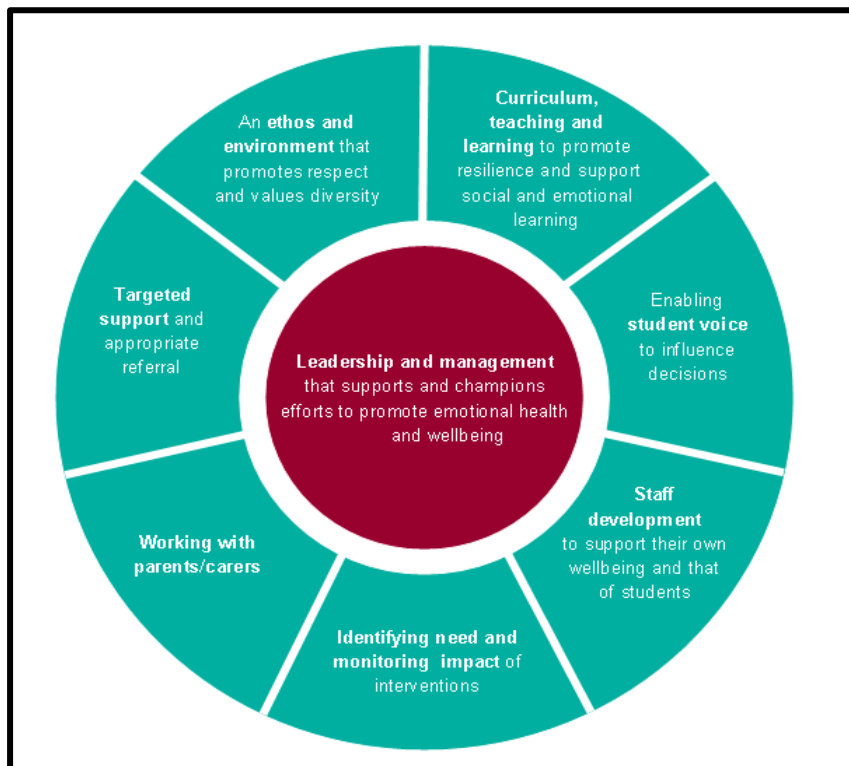 An ethos and
environment that
promotes respect
and values diversity
Curriculum,
teaching and
learning to promote
resilience and support
social and emotional
learning
Enabling
student voice
to influence
decisions
Staff
development
to support their own
wellbeing and that
of students
Identifying need and
monitoring impact of
interventions
Working with
parents/carers
Targeted
support and
appropriate
referral
Leadership and management
that supports and champions
efforts to promote emotional health
and wellbeing